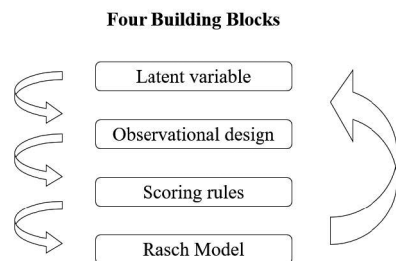 Four Building Blocks
Latent variable
Observational design
Scoring rules
Rasch Model